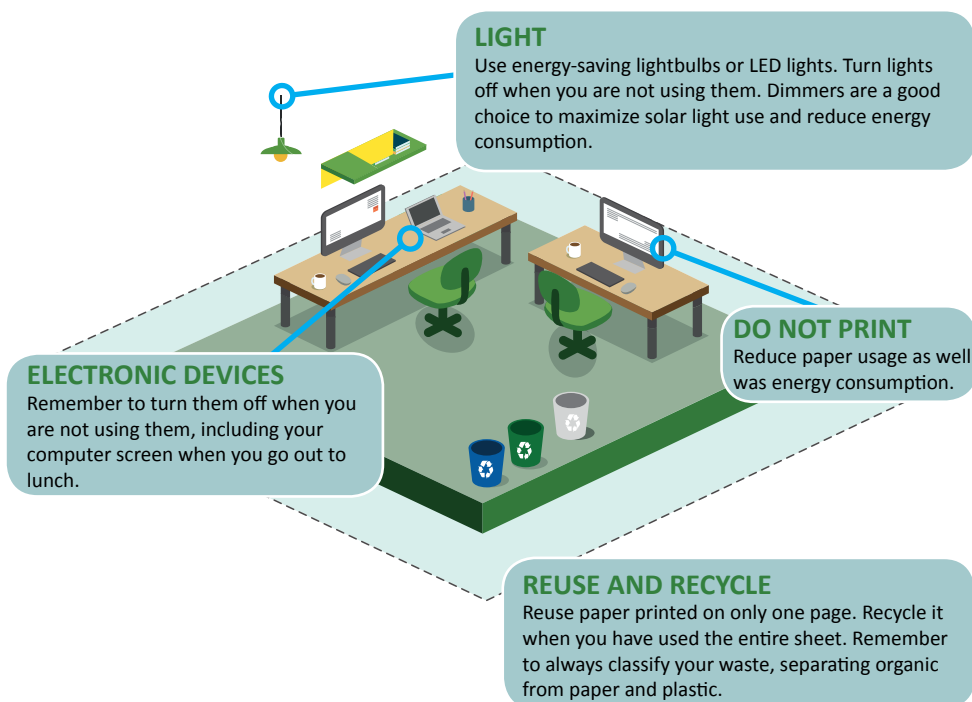 LIGHT
Use energy-saving lightbulbs or LED lights. Turn lights
off when you are not using them. Dimmers are a good
choice to maximize solar light use and reduce energy
consumption.
DO NOT PRINT
Reduce paper usage as well
was energy consumption.
ELECTRONIC DEVICES
Remember to turn them off when you
are not using them, including your
computer screen when you go out to
lunch.
REUSE AND RECYCLE
Reuse paper printed on only one page. Recycle it
when you have used the entire sheet. Remember
to always classify your waste, separating organic
from paper and plastic.